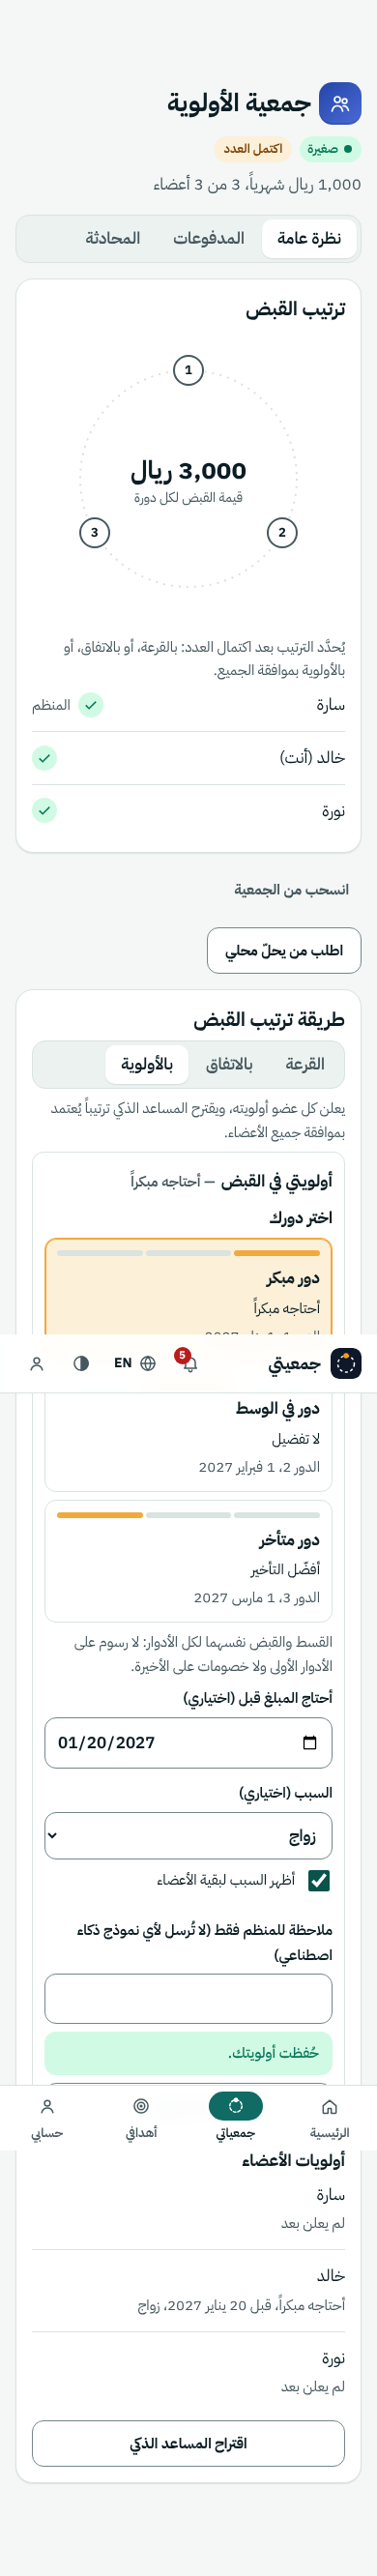 جمعية الأولوية
صغيرة
اكتمل العدد
1,000 ريال شهرياً، 3 من 3 أعضاء
نظرة عامة
المدفوعات
المحادثة
ترتيب القبض
1
3,000 ريال
قيمة القبض لكل دورة
2
3
يُحدَّد الترتيب بعد اكتمال العدد: بالقرعة، أو بالاتفاق، أو
بالأولوية بموافقة الجميع.
سارة
المنظم
خالد (أنت)
نورة
انسحب من الجمعية
اطلب من يحلّ محلي
طريقة ترتيب القبض
القرعة
بالاتفاق
بالأولوية
يعلن كل عضو أولويته، ويقترح المساعد الذكي ترتيباً يُعتمد
بموافقة جميع الأعضاء.
أولويتي في القبض — أحتاجه مبكراً
اختر دورك
دور مبكر
أحتاجه مبكراً
جمعيتي
5
EN
دور في الوسط
لا تفضيل
الدور 2، 1 فبراير 2027
دور متأخر
أفضّل التأخير
الدور 3، 1 مارس 2027
القسط والقبض نفسهما لكل الأدوار: لا رسوم على
الأدوار الأولى ولا خصومات على الأخيرة.
أحتاج المبلغ قبل (اختياري)
01/20/2027
السبب (اختياري)
زواج
أظهر السبب لبقية الأعضاء
ملاحظة للمنظم فقط (لا تُرسل لأي نموذج ذكاء
اصطناعي)
حُفظت أولويتك.
الرئيسية
جمعياتي
أهدافي
حسابي
أولويات الأعضاء
سارة
لم يعلن بعد
خالد
أحتاجه مبكراً، قبل 20 يناير 2027، زواج
نورة
لم يعلن بعد
اقتراح المساعد الذكي